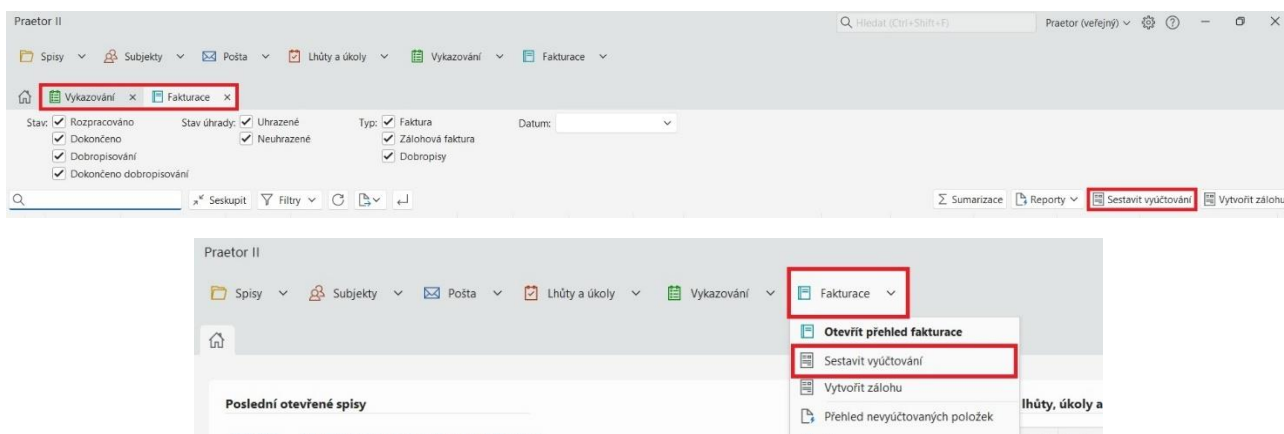 Praetor II
Hledat (Ctrl+Shift+F)
Praetor (veřejný)
Spisy Subjekty Pošta Lhůty a úkoly Vykazování Fakturace
Vykazování × Fakturace ×
Stav: Rozpracováno Stav úhrady: Uhrazené Typ: Faktura Datum:
Dokončeno Neuhrazené Zálohová faktura
Dobropisování Dobropisy
Dokončeno dobropisování
Seskupit Filtry Σ Sumarizace Reporty Sestavit vyúčtování Vytvořit zálohu
Praetor II
Spisy Subjekty Pošta Lhůty a úkoly Vykazování Fakturace
Otevřít přehled fakturace
Sestavit vyúčtování
Vytvořit zálohu
Poslední otevřené spisy lhůty, úkoly a
Přehled nevyúčtovaných položek